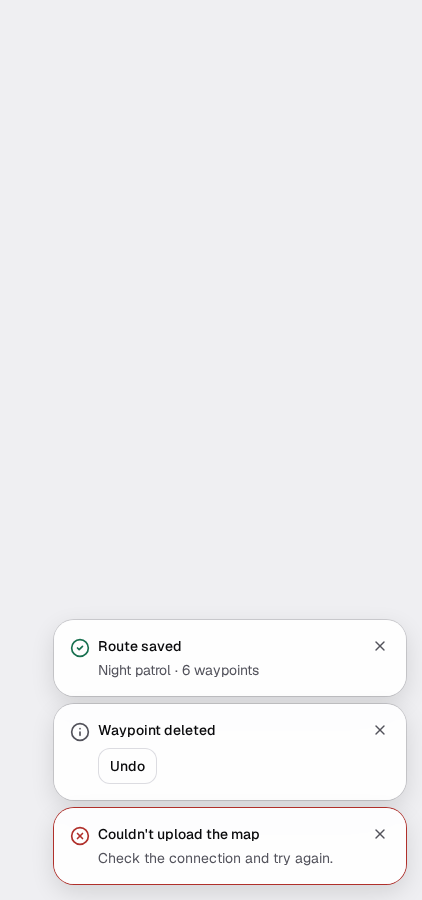 Route saved
Night patrol · 6 waypoints
Waypoint deleted
Undo
Couldn't upload the map
Check the connection and try again.